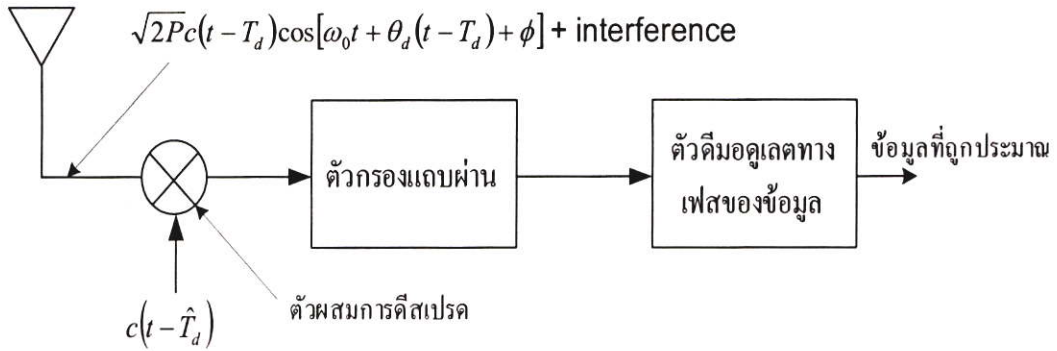 √2Pc(t − T_d)cos[ω₀t + θ_d(t − T_d) + ϕ] + interference
ตัวกรองแถบผ่าน
ตัวดีมอดูเลตทาง
เฟสของข้อมูล
ข้อมูลที่ถูกประมาณ
ตัวผสมการดีสเปรด
c(t − T̂_d)